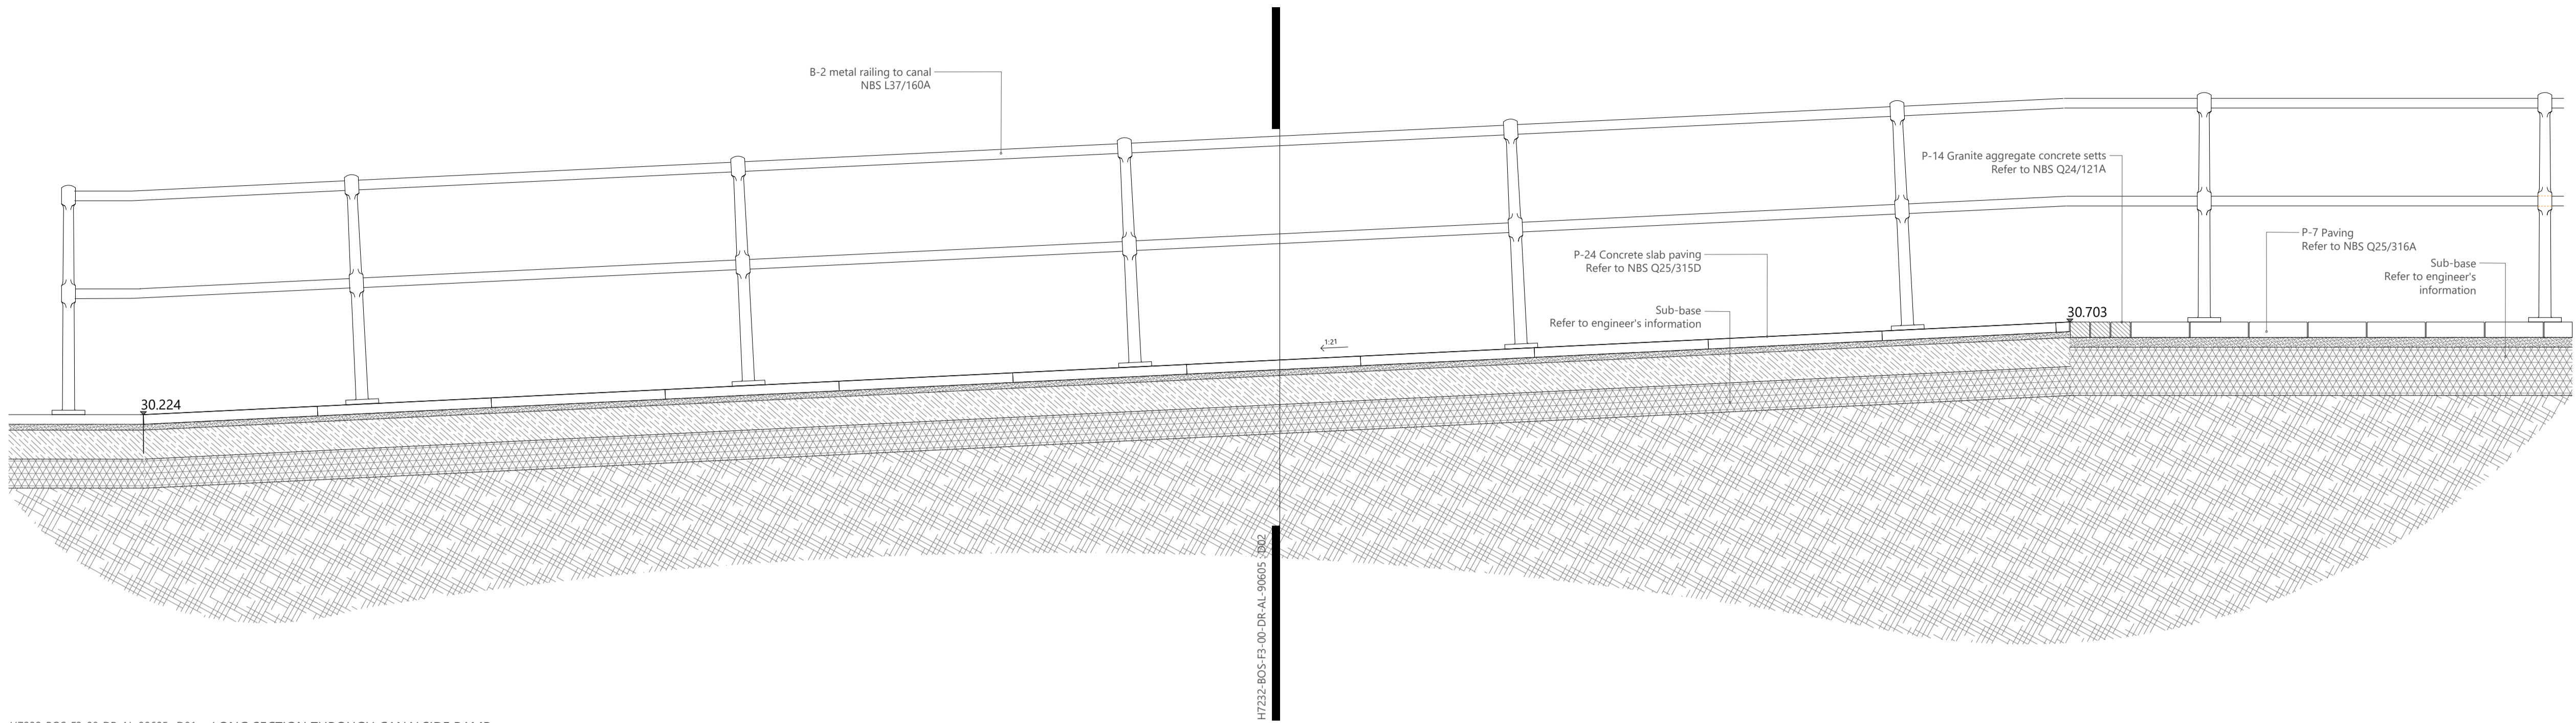 B-2 metal railing to canal
NBS L37/160A
P-14 Granite aggregate concrete setts
Refer to NBS Q24/121A
P-7 Paving
Refer to NBS Q25/316A
P-24 Concrete slab paving
Refer to NBS Q25/315D
Sub-base
Refer to engineer's
information
Sub-base
Refer to engineer's information
30.703
1:21
30.224
H7232-BOS-F3-00-DR-AL-90605 :D02